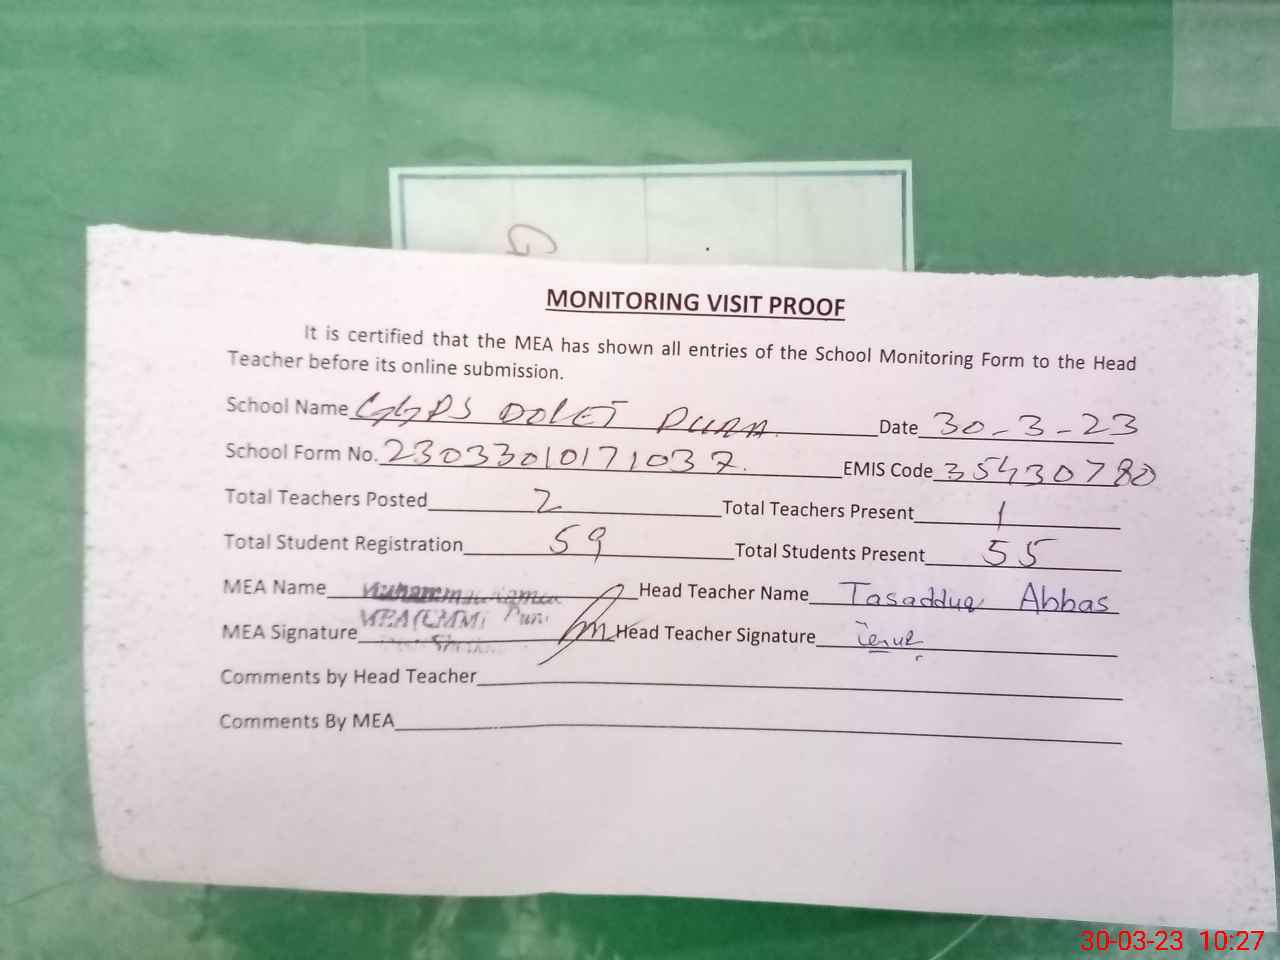 MONITORING VISIT PROOF
It is certified that the MEA has shown all entries of the School Monitoring Form to the Head
Teacher before its online submission.
School Name GGPS DOLET PURA. Date 30-3-23
School Form No. 23033010171037. EMIS Code 35430780
Total Teachers Posted 2 Total Teachers Present 1
Total Student Registration 59 Total Students Present 55
MEA Name Head Teacher Name Tasadduq Abbas
MEA Signature Head Teacher Signature
Comments by Head Teacher
Comments By MEA
30-03-23 10:27